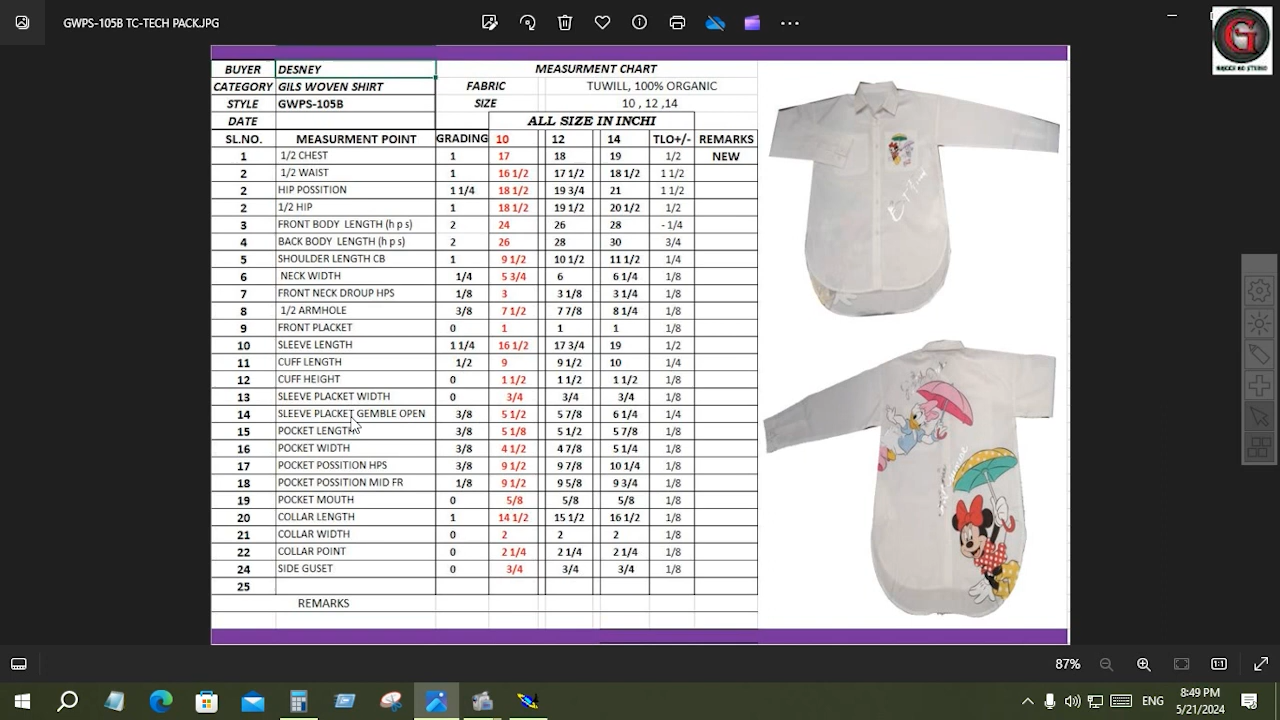 GWPS-105B TC-TECH PACK.JPG
BUYER DESNEY MEASURMENT CHART
CATEGORY GILS WOVEN SHIRT FABRIC TUWILL, 100% ORGANIC
STYLE GWPS-105B SIZE 10 , 12 ,14
DATE ALL SIZE IN INCHI
SL.NO. MEASURMENT POINT GRADING 10 12 14 TLO+/- REMARKS
1 1/2 CHEST 1 17 18 19 1/2 NEW
2 1/2 WAIST 1 16 1/2 17 1/2 18 1/2 1 1/2
2 HIP POSSITION 1 1/4 18 1/2 19 3/4 21 1 1/2
2 1/2 HIP 1 18 1/2 19 1/2 20 1/2 1/2
3 FRONT BODY LENGTH (h p s) 2 24 26 28 - 1/4
4 BACK BODY LENGTH (h p s) 2 26 28 30 3/4
5 SHOULDER LENGTH CB 1 9 1/2 10 1/2 11 1/2 1/4
6 NECK WIDTH 1/4 5 3/4 6 6 1/4 1/8
7 FRONT NECK DROUP HPS 1/8 3 3 1/8 3 1/4 1/8
8 1/2 ARMHOLE 3/8 7 1/2 7 7/8 8 1/4 1/8
9 FRONT PLACKET 0 1 1 1 1/8
10 SLEEVE LENGTH 1 1/4 16 1/2 17 3/4 19 1/2
11 CUFF LENGTH 1/2 9 9 1/2 10 1/4
12 CUFF HEIGHT 0 1 1/2 1 1/2 1 1/2 1/8
13 SLEEVE PLACKET WIDTH 0 3/4 3/4 3/4 1/8
14 SLEEVE PLACKET GEMBLE OPEN 3/8 5 1/2 5 7/8 6 1/4 1/4
15 POCKET LENGTH 3/8 5 1/8 5 1/2 5 7/8 1/8
16 POCKET WIDTH 3/8 4 1/2 4 7/8 5 1/4 1/8
17 POCKET POSSITION HPS 3/8 9 1/2 9 7/8 10 1/4 1/8
18 POCKET POSSITION MID FR 1/8 9 1/2 9 5/8 9 3/4 1/8
19 POCKET MOUTH 0 5/8 5/8 5/8 1/8
20 COLLAR LENGTH 1 14 1/2 15 1/2 16 1/2 1/8
21 COLLAR WIDTH 0 2 2 2 1/8
22 COLLAR POINT 0 2 1/4 2 1/4 2 1/4 1/8
24 SIDE GUSET 0 3/4 3/4 3/4 1/8
25
REMARKS
87%
1:1
ENG
8:49 PM
5/21/2024